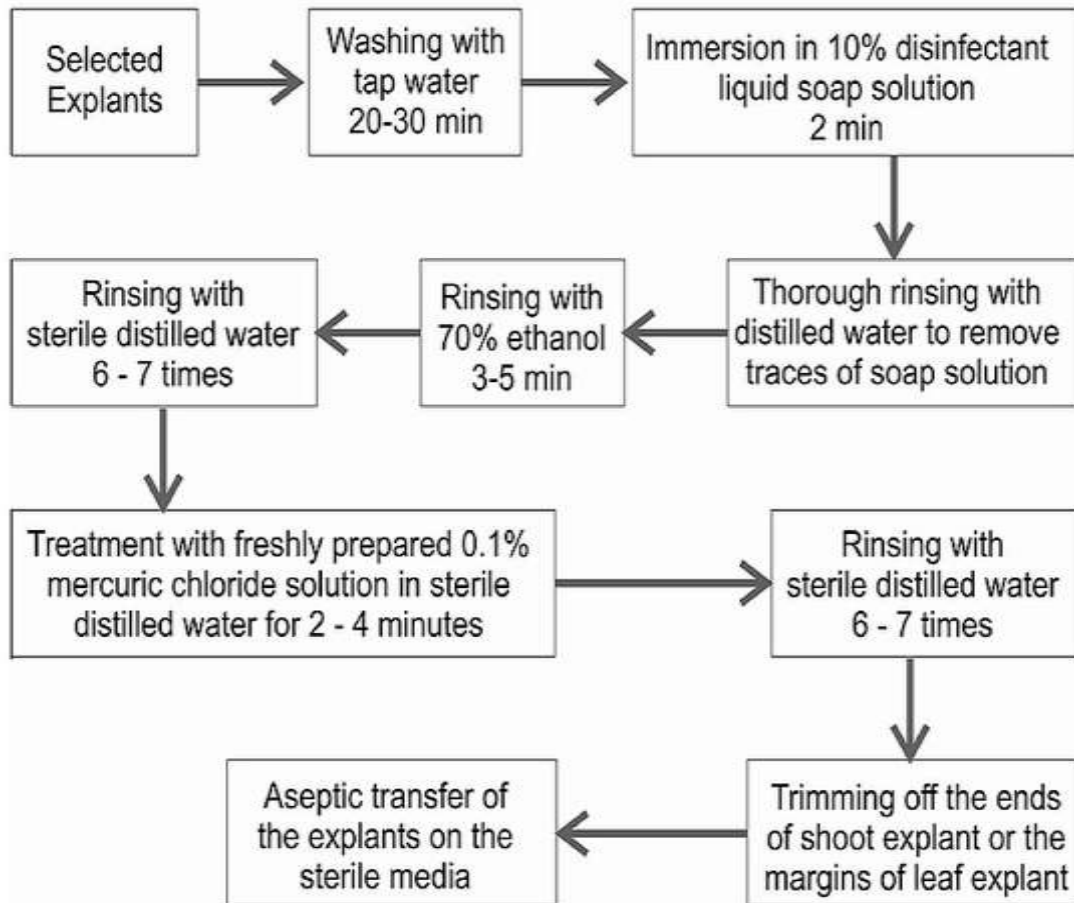 Selected
Explants
Washing with
tap water
20-30 min
Immersion in 10% disinfectant
liquid soap solution
2 min
Thorough rinsing with
distilled water to remove
traces of soap solution
Rinsing with
70% ethanol
3-5 min
Rinsing with
sterile distilled water
6 - 7 times
Treatment with freshly prepared 0.1%
mercuric chloride solution in sterile
distilled water for 2 - 4 minutes
Rinsing with
sterile distilled water
6 - 7 times
Trimming off the ends
of shoot explant or the
margins of leaf explant
Aseptic transfer of
the explants on the
sterile media